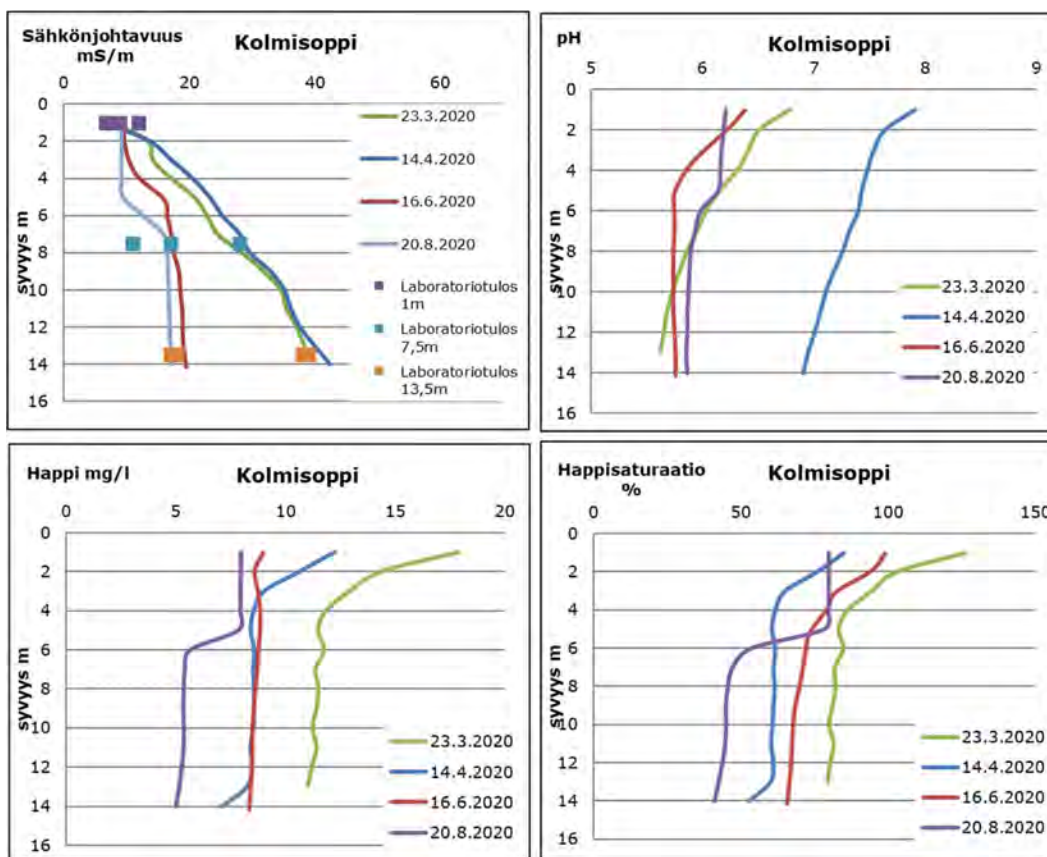 Sähkönjohtavuus
mS/m
Kolmisoppi
0 20 40 60
0
2
4
6
8
10
12
14
16
syvyys m
23.3.2020
14.4.2020
16.6.2020
20.8.2020
Laboratoriotulos
1m
Laboratoriotulos
7,5m
Laboratoriotulos
13,5m
pH
Kolmisoppi
5 6 7 8 9
0
2
4
6
8
10
12
14
16
syvyys m
23.3.2020
14.4.2020
16.6.2020
20.8.2020
Happi mg/l
Kolmisoppi
0 5 10 15 20
0
2
4
6
8
10
12
14
16
syvyys m
23.3.2020
14.4.2020
16.6.2020
20.8.2020
Happisaturaatio
%
Kolmisoppi
0 50 100 150
0
2
4
6
8
10
12
14
16
syvyys m
23.3.2020
14.4.2020
16.6.2020
20.8.2020